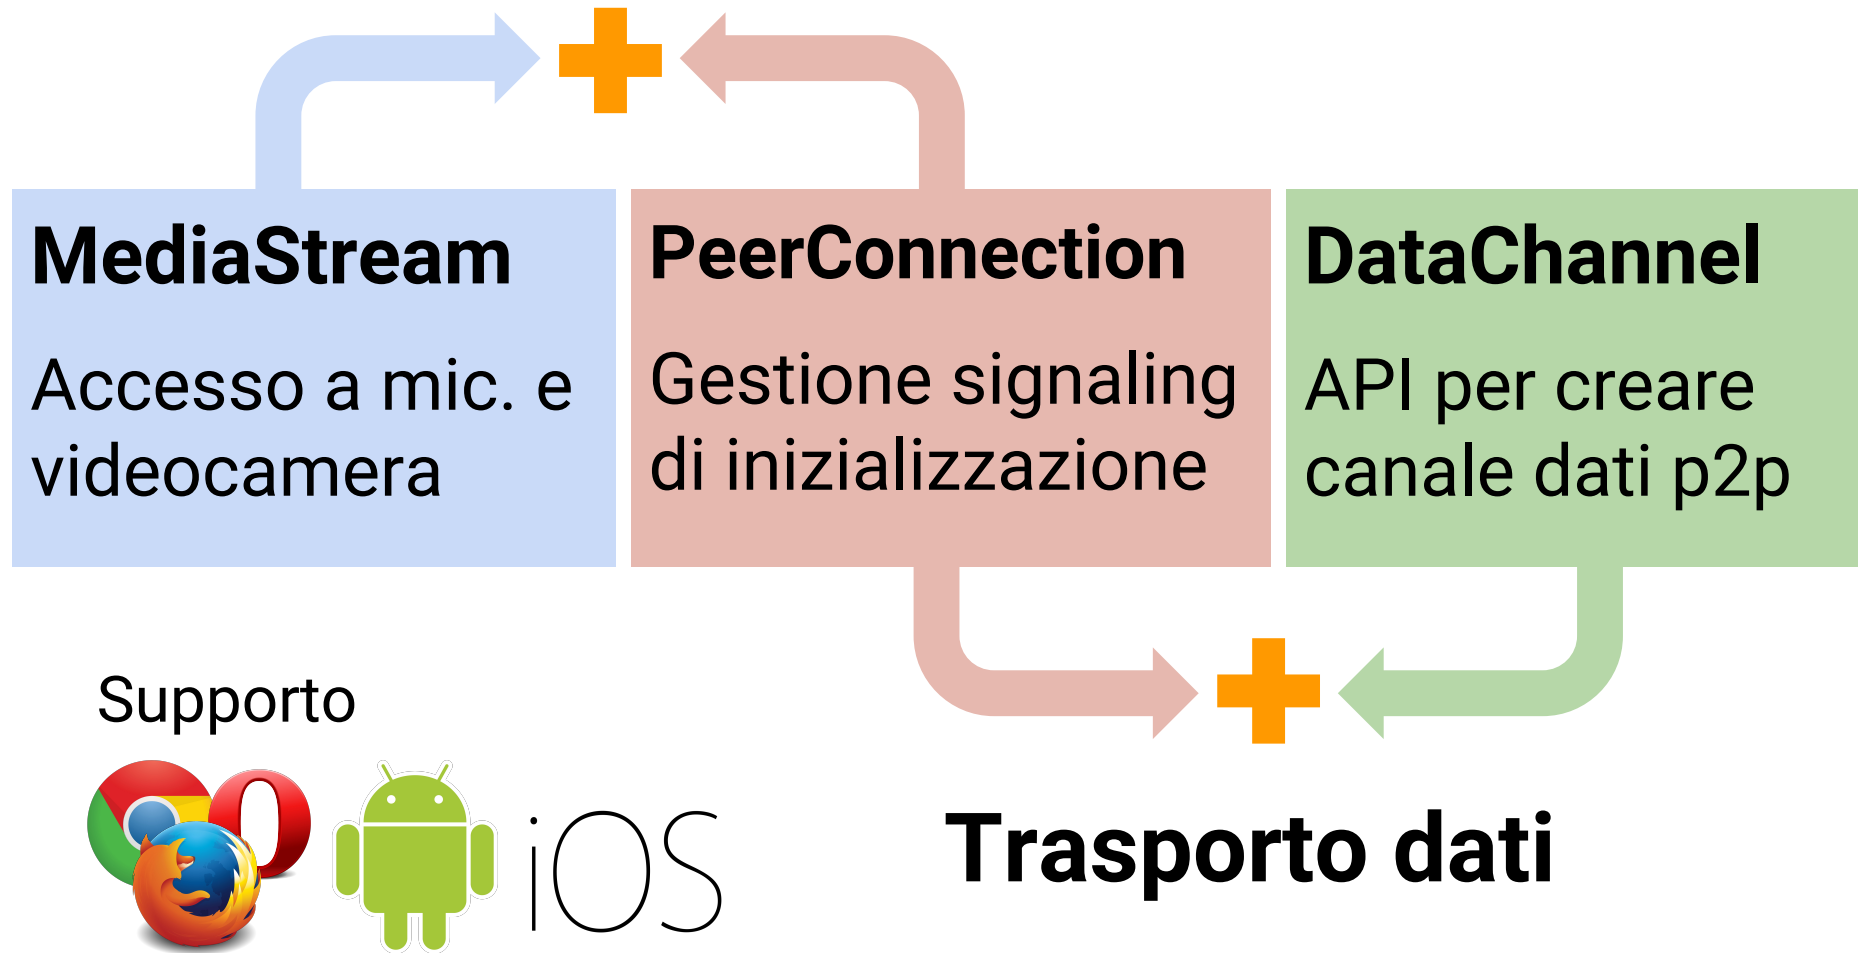 MediaStream
Accesso a mic. e
videocamera
PeerConnection
Gestione signaling
di inizializzazione
DataChannel
API per creare
canale dati p2p
Supporto
iOS
Trasporto dati